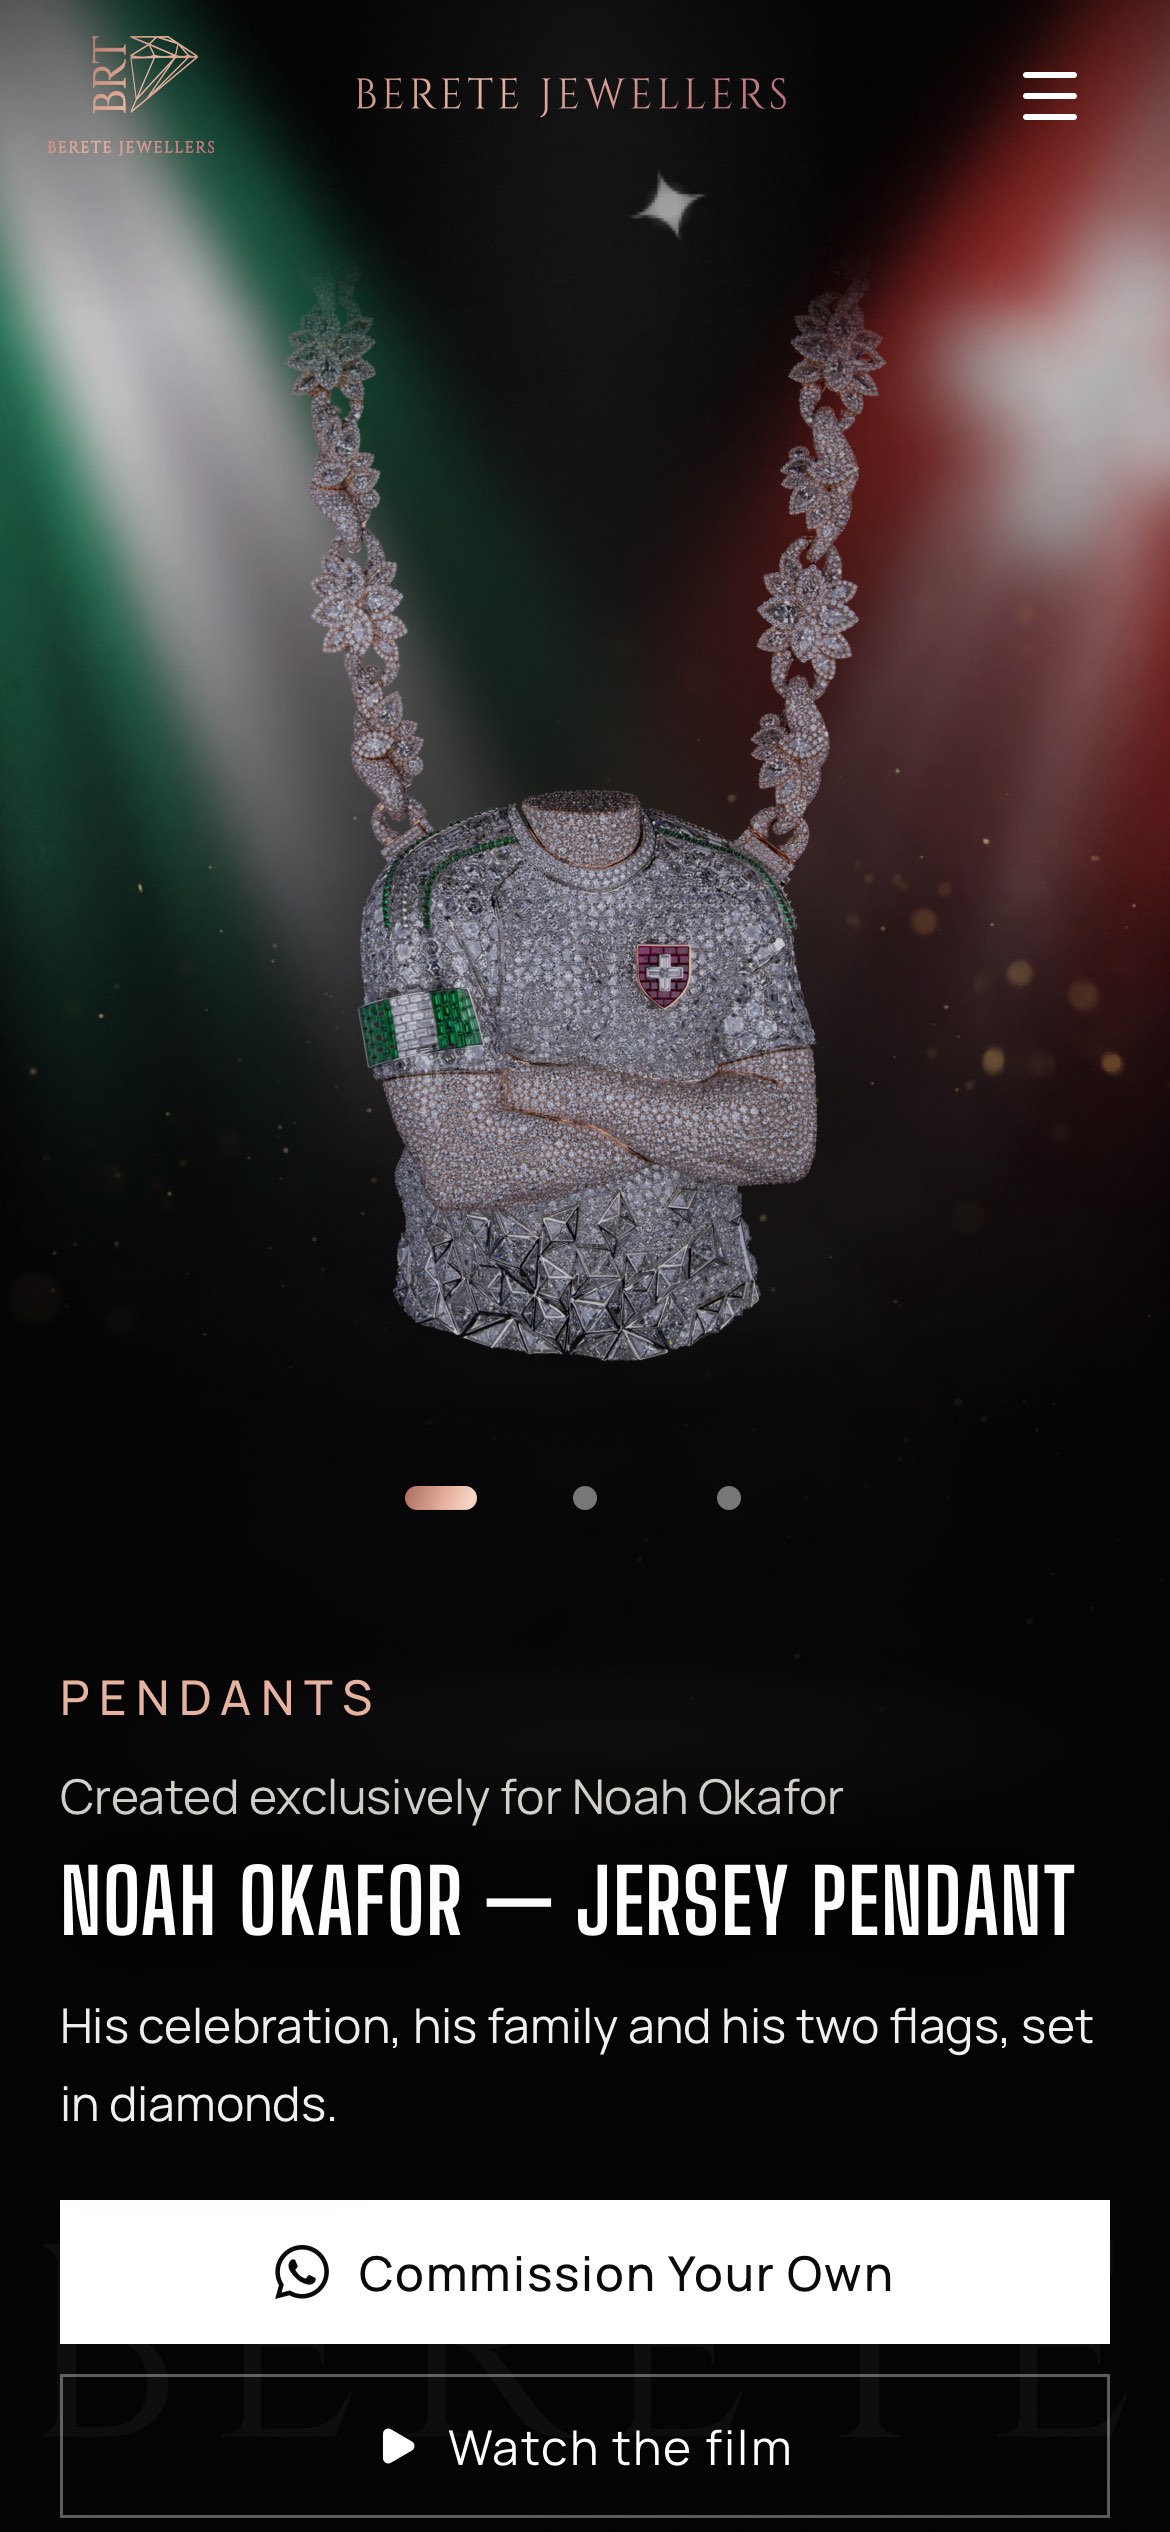 BRT
BERETE JEWELLERS
BERETE JEWELLERS
PENDANTS
Created exclusively for Noah Okafor
NOAH OKAFOR — JERSEY PENDANT
His celebration, his family and his two flags, set
in diamonds.
Commission Your Own
BERETE
Watch the film